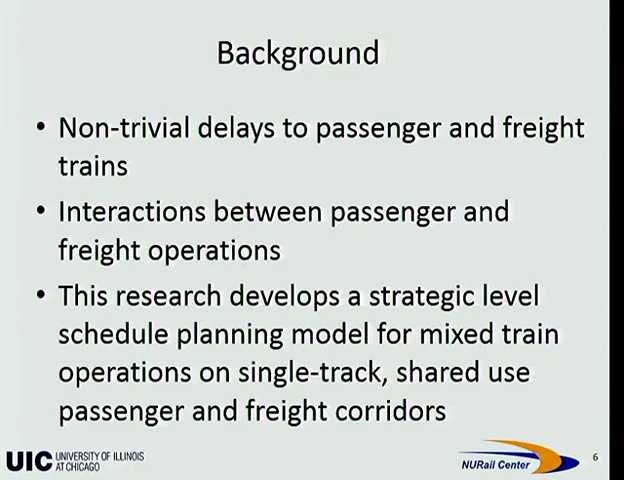 Background
• Non-trivial delays to passenger and freight
trains
• Interactions between passenger and
freight operations
• This research develops a strategic level
schedule planning model for mixed train
operations on single-track, shared use
passenger and freight corridors
UIC UNIVERSITY OF ILLINOIS
AT CHICAGO
NURail Center
6